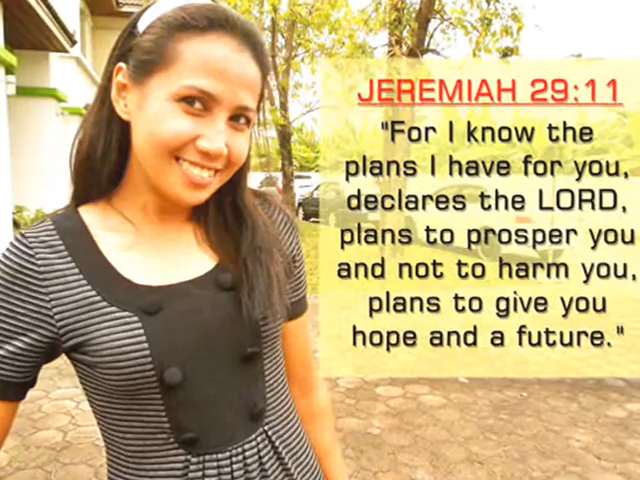 JEREMIAH 29:11
"For I know the
plans I have for you,
declares the LORD,
plans to prosper you
and not to harm you,
plans to give you
hope and a future."